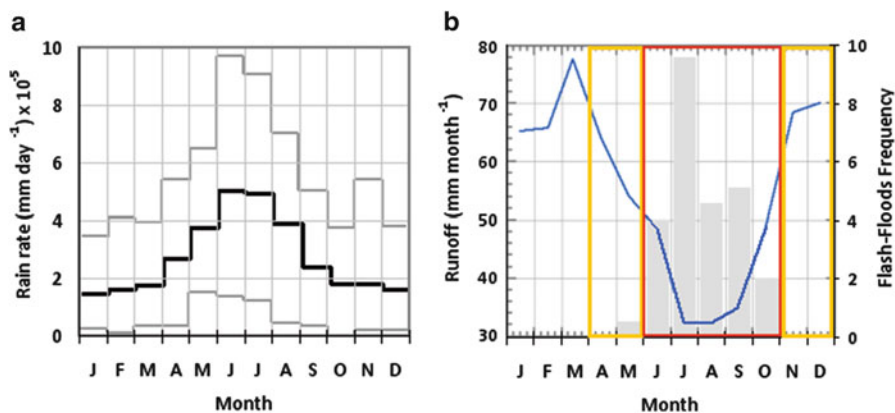 a
10
8
6
4
2
0
Rain rate (mm day ⁻¹) x 10⁻⁵
J F M A M J J A S O N D
Month
b
80
70
60
50
40
30
Runoff (mm month ⁻¹)
10
8
6
4
2
0
Flash-Floods Frequency
J F M A M J J A S O N D
Month